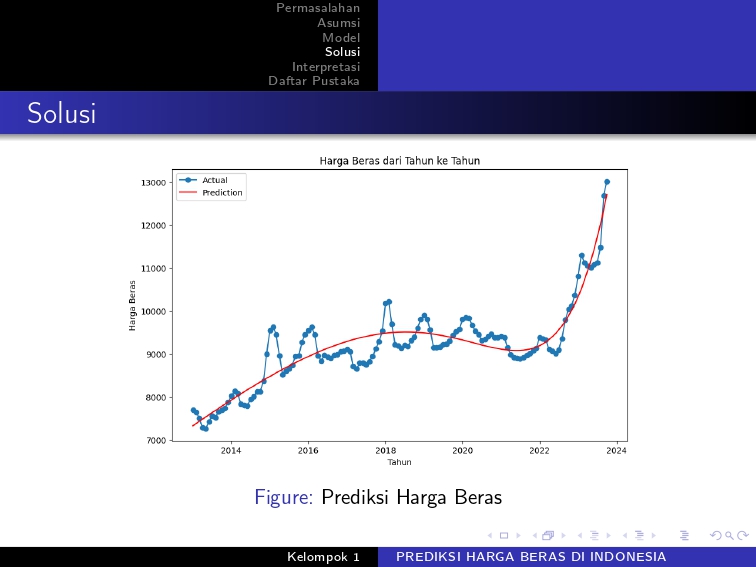 Permasalahan
Asumsi
Model
Solusi
Interpretasi
Daftar Pustaka
Solusi
Harga Beras dari Tahun ke Tahun
Actual
Prediction
13000
12000
11000
10000
9000
8000
7000
Harga Beras
2014 2016 2018 2020 2022 2024
Tahun
Figure: Prediksi Harga Beras
Kelompok 1 PREDIKSI HARGA BERAS DI INDONESIA